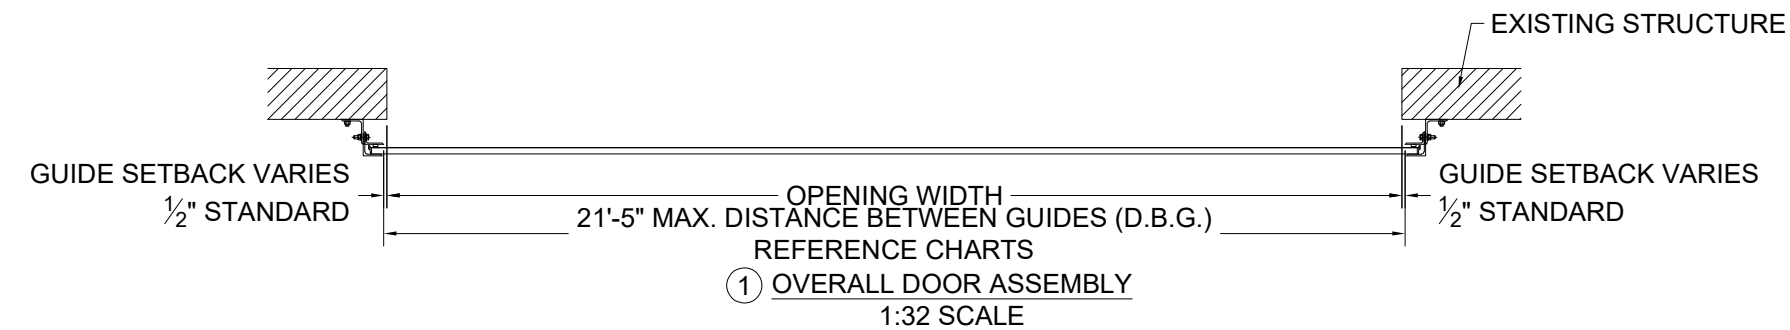 EXISTING STRUCTURE
GUIDE SETBACK VARIES
½" STANDARD
OPENING WIDTH
21'-5" MAX. DISTANCE BETWEEN GUIDES (D.B.G.)
REFERENCE CHARTS
GUIDE SETBACK VARIES
½" STANDARD
1 OVERALL DOOR ASSEMBLY
1:32 SCALE